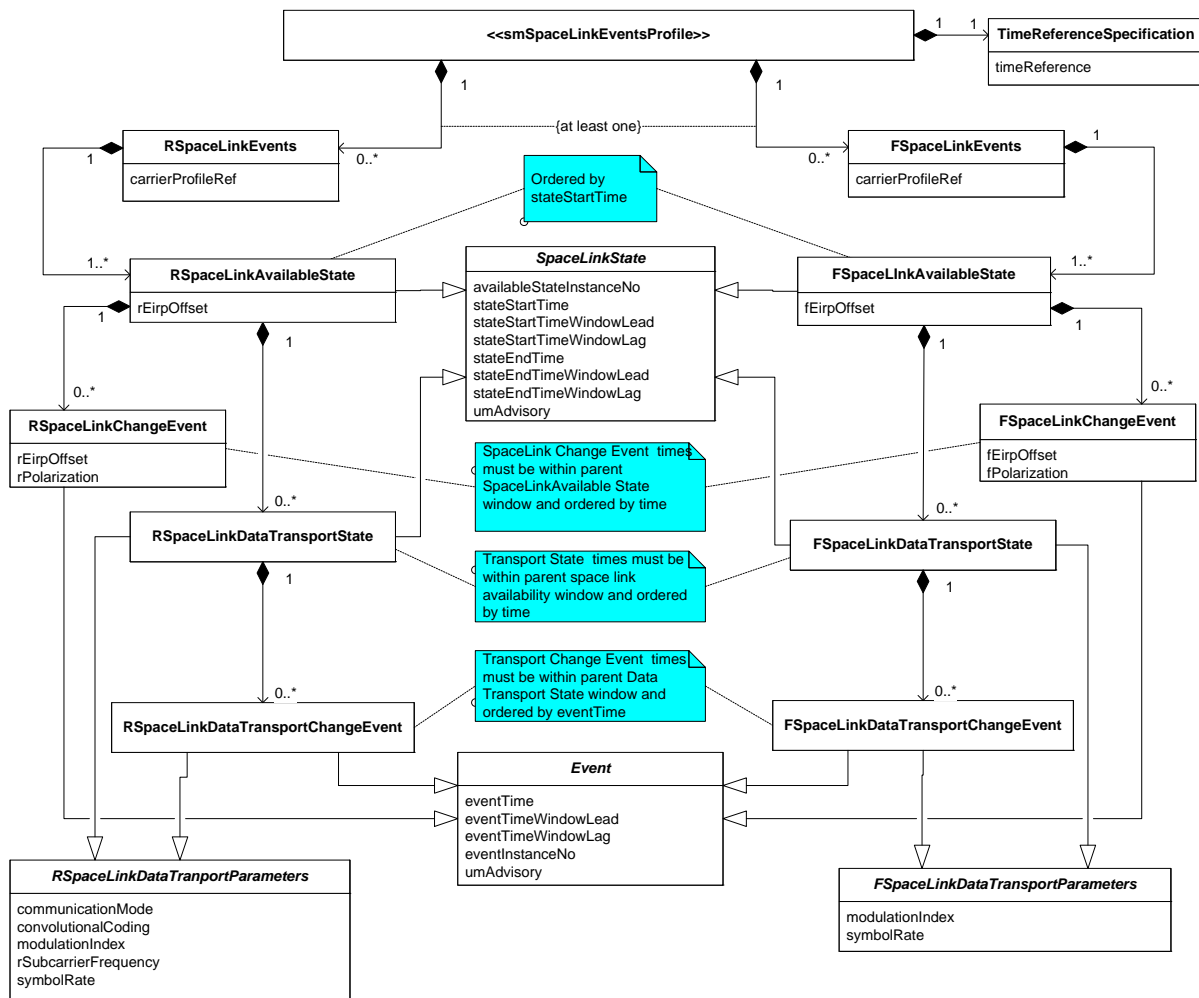 <<smSpaceLinkEventsProfile>>
1
1
TimeReferenceSpecification
timeReference
1
1
{at least one}
0..*
0..*
RSpaceLinkEvents
carrierProfileRef
1
FSpaceLinkEvents
carrierProfileRef
1
Ordered by
stateStartTime
1..*
1..*
RSpaceLinkAvailableState
rEirpOffset
1
1
SpaceLinkState
availableStateInstanceNo
stateStartTime
stateStartTimeWindowLead
stateStartTimeWindowLag
stateEndTime
stateEndTimeWindowLead
stateEndTimeWindowLag
umAdvisory
FSpaceLInkAvailableState
fEirpOffset
1
1
0..*
0..*
RSpaceLinkChangeEvent
rEirpOffset
rPolarization
SpaceLink Change Event times
must be within parent
SpaceLinkAvailable State
window and ordered by time
FSpaceLinkChangeEvent
fEirpOffset
fPolarization
0..*
0..*
RSpaceLinkDataTransportState
1
Transport State times must be
within parent space link
availability window and ordered
by time
FSpaceLinkDataTransportState
1
Transport Change Event times
must be within parent Data
Transport State window and
ordered by eventTime
0..*
0..*
RSpaceLinkDataTransportChangeEvent
FSpaceLinkDataTransportChangeEvent
Event
eventTime
eventTimeWindowLead
eventTimeWindowLag
eventInstanceNo
umAdvisory
RSpaceLinkDataTranportParameters
communicationMode
convolutionalCoding
modulationIndex
rSubcarrierFrequency
symbolRate
FSpaceLinkDataTransportParameters
modulationIndex
symbolRate